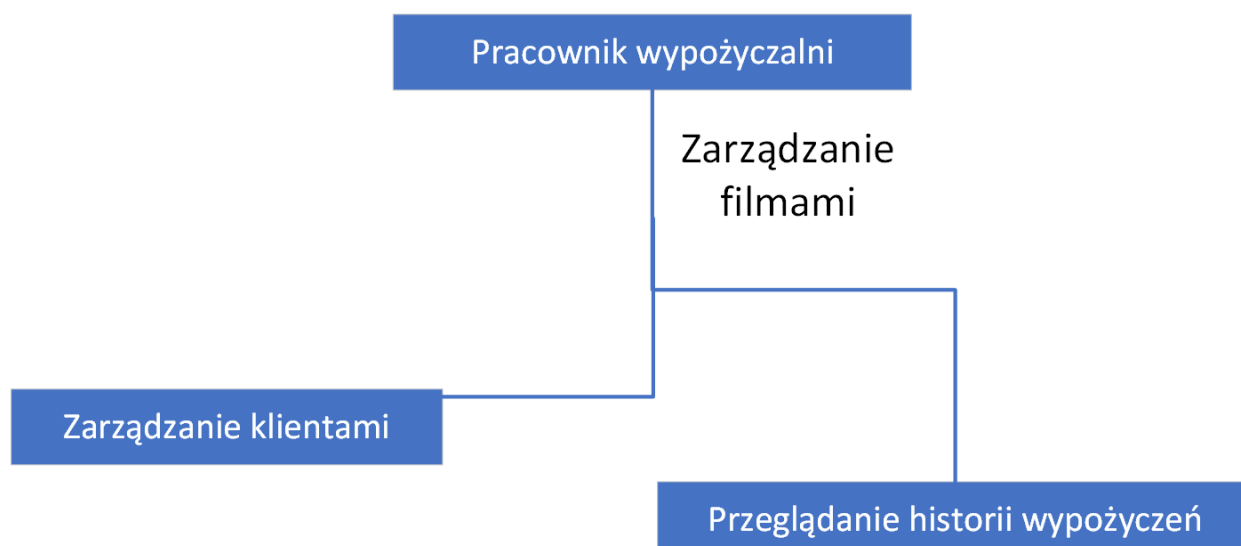 Pracownik wypożyczalni
Zarządzanie
filmami
Zarządzanie klientami
Przeglądanie historii wypożyczeń